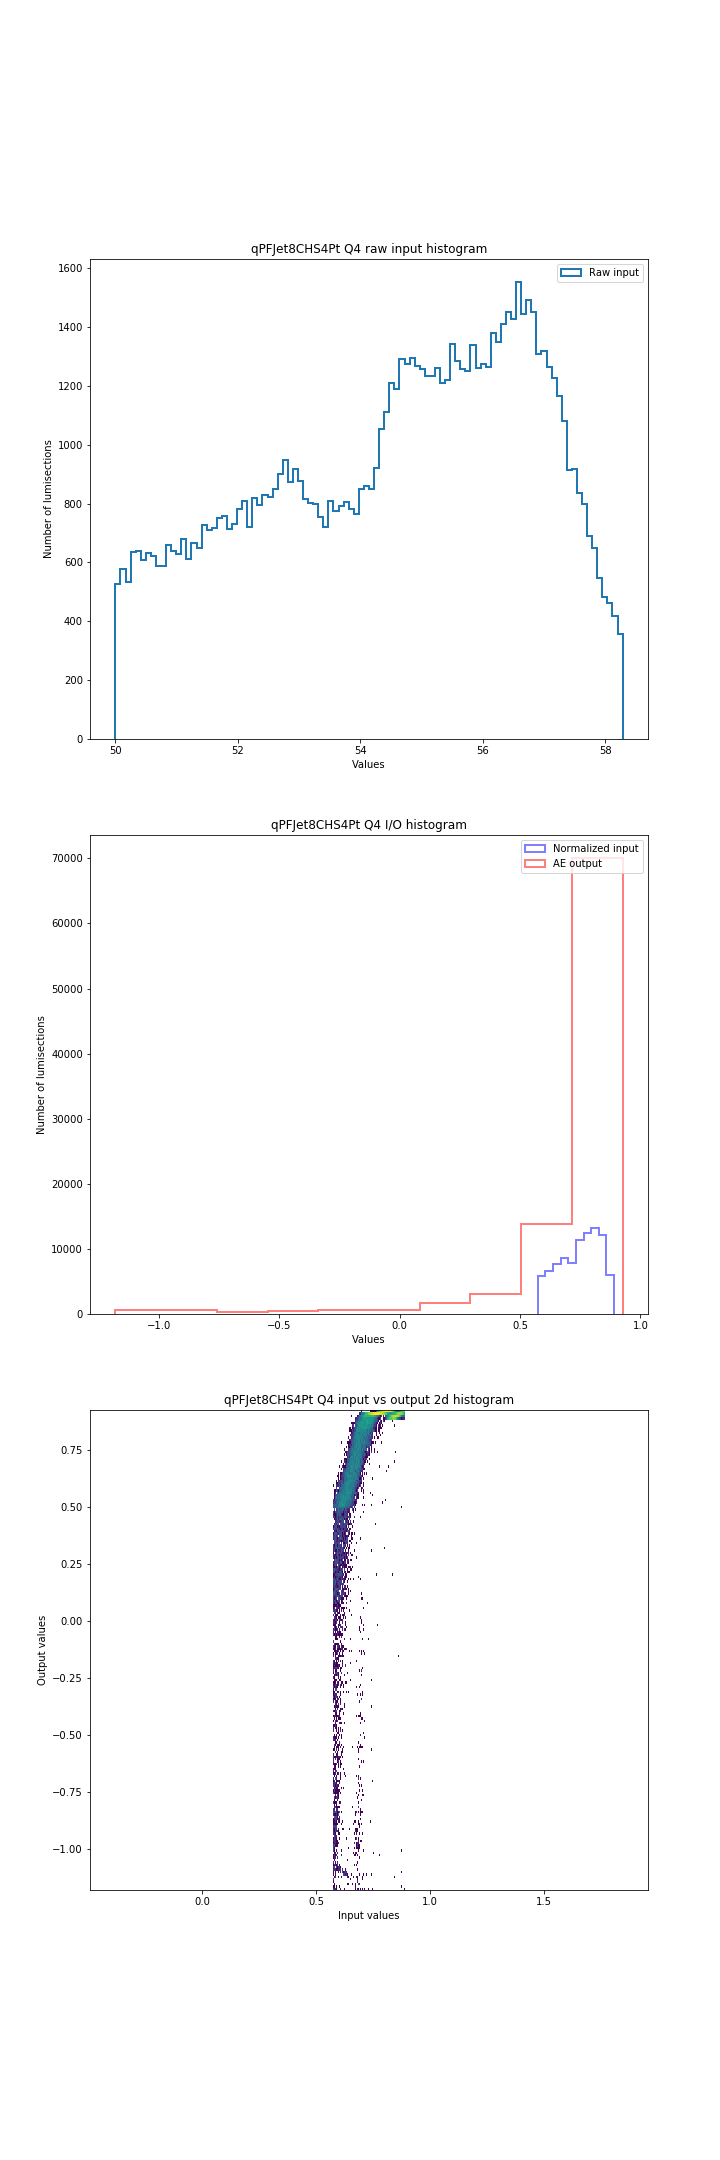 qPFJet8CHS4Pt Q4 raw input histogram
Raw input
1600
1400
1200
1000
800
600
400
200
0
Number of lumisections
50 52 54 56 58
Values
qPFJet8CHS4Pt Q4 I/O histogram
Normalized input
AE output
70000
60000
50000
40000
30000
20000
10000
0
Number of lumisections
−1.0 −0.5 0.0 0.5 1.0
Values
qPFJet8CHS4Pt Q4 input vs output 2d histogram
0.75
0.50
0.25
0.00
−0.25
−0.50
−0.75
−1.00
Output values
0.0 0.5 1.0 1.5
Input values